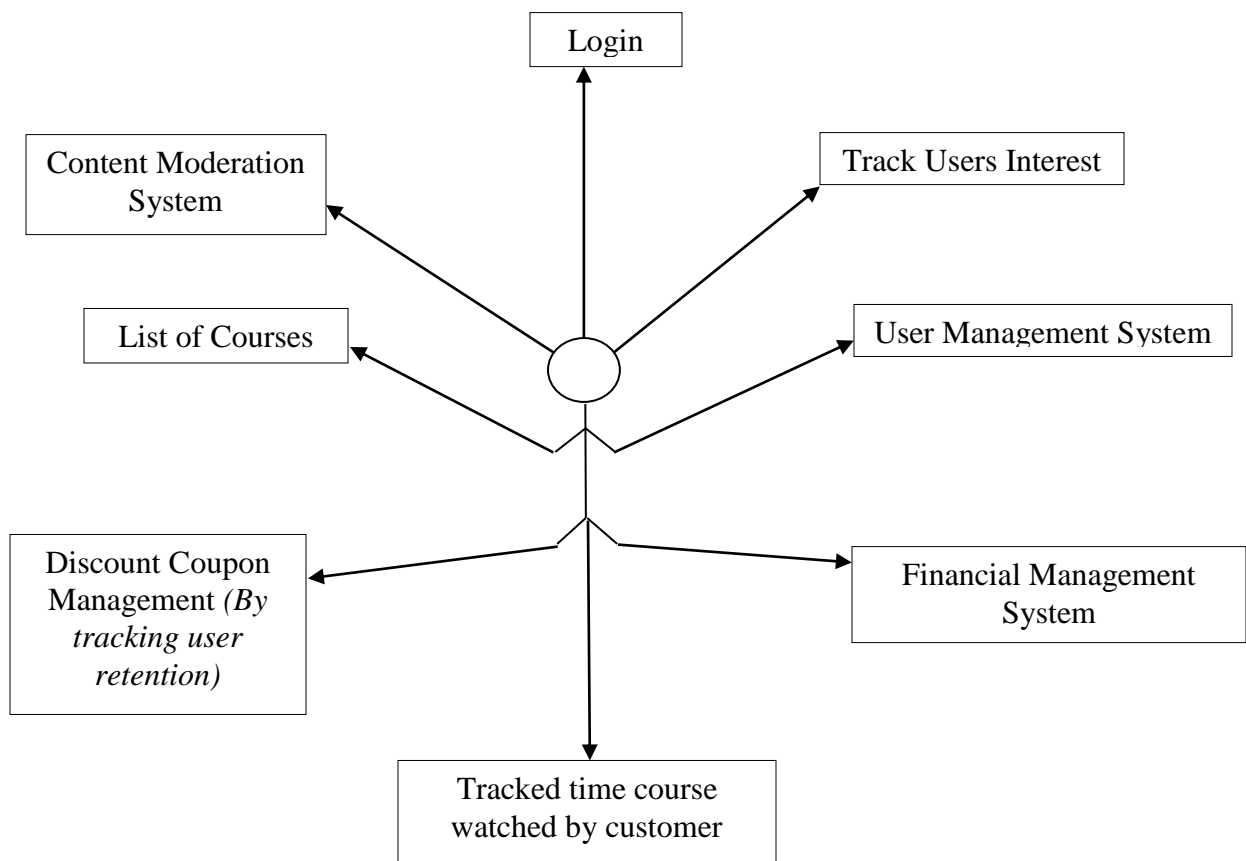 Login
Content Moderation
System
Track Users Interest
List of Courses
User Management System
Discount Coupon
Management (By
tracking user
retention)
Financial Management
System
Tracked time course
watched by customer